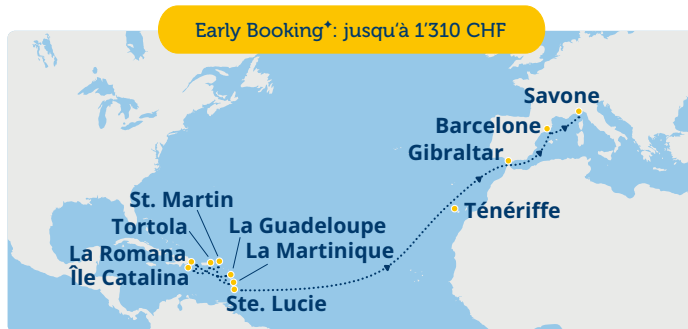 Early Booking✦: jusqu'à 1'310 CHF
Savone
Barcelone
Gibraltar
St. Martin
Tortola
La Guadeloupe
Ténériffe
La Romana
La Martinique
Île Catalina
Ste. Lucie